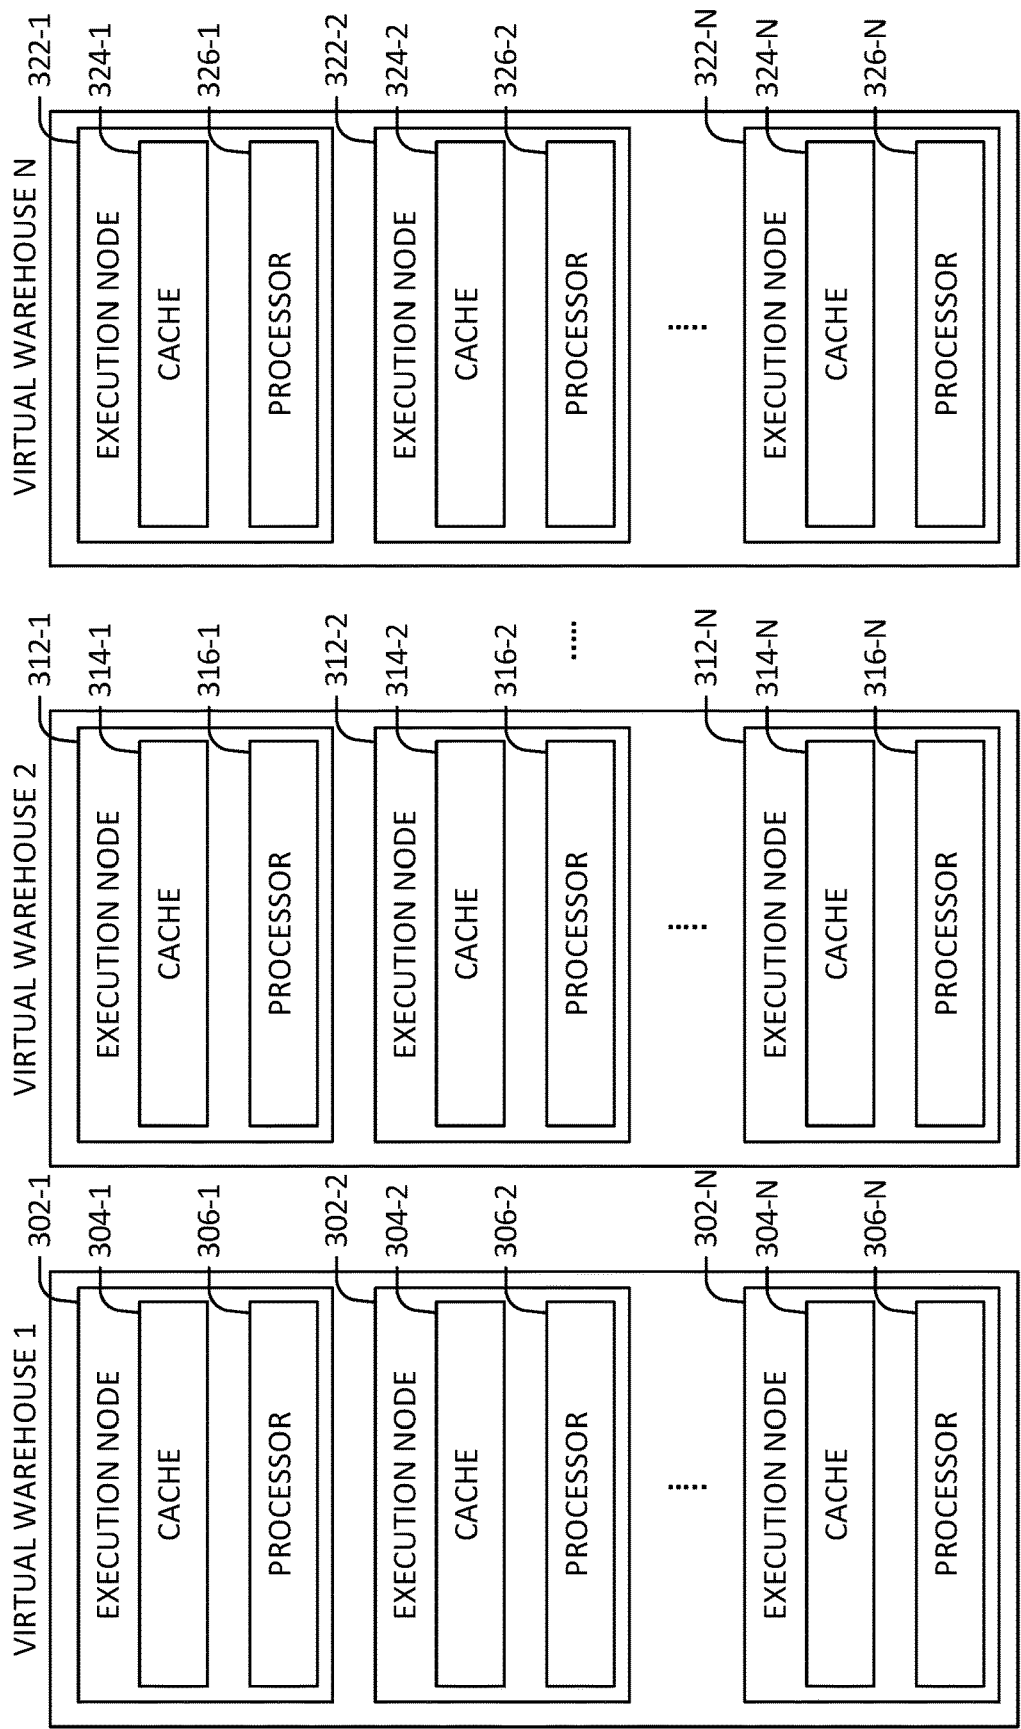 VIRTUAL WAREHOUSE 1
302-1
EXECUTION NODE
304-1
CACHE
306-1
PROCESSOR
302-2
EXECUTION NODE
304-2
CACHE
306-2
PROCESSOR
.....
302-N
EXECUTION NODE
304-N
CACHE
306-N
PROCESSOR
VIRTUAL WAREHOUSE 2
312-1
EXECUTION NODE
314-1
CACHE
316-1
PROCESSOR
312-2
EXECUTION NODE
314-2
CACHE
316-2
PROCESSOR
.....
312-N
EXECUTION NODE
314-N
CACHE
316-N
PROCESSOR
.....
VIRTUAL WAREHOUSE N
322-1
EXECUTION NODE
324-1
CACHE
326-1
PROCESSOR
322-2
EXECUTION NODE
324-2
CACHE
326-2
PROCESSOR
.....
322-N
EXECUTION NODE
324-N
CACHE
326-N
PROCESSOR